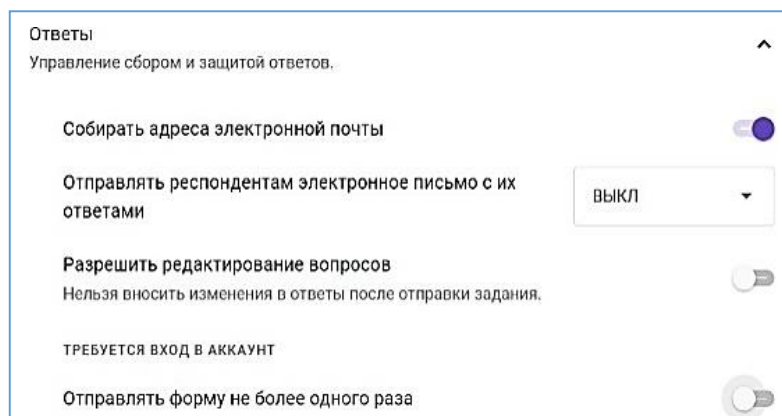 Ответы
Управление сбором и защитой ответов.
Собирать адреса электронной почты
Отправлять респондентам электронное письмо с их
ответами
ВЫКЛ
Разрешить редактирование вопросов
Нельзя вносить изменения в ответы после отправки задания.
ТРЕБУЕТСЯ ВХОД В АККАУНТ
Отправлять форму не более одного раза